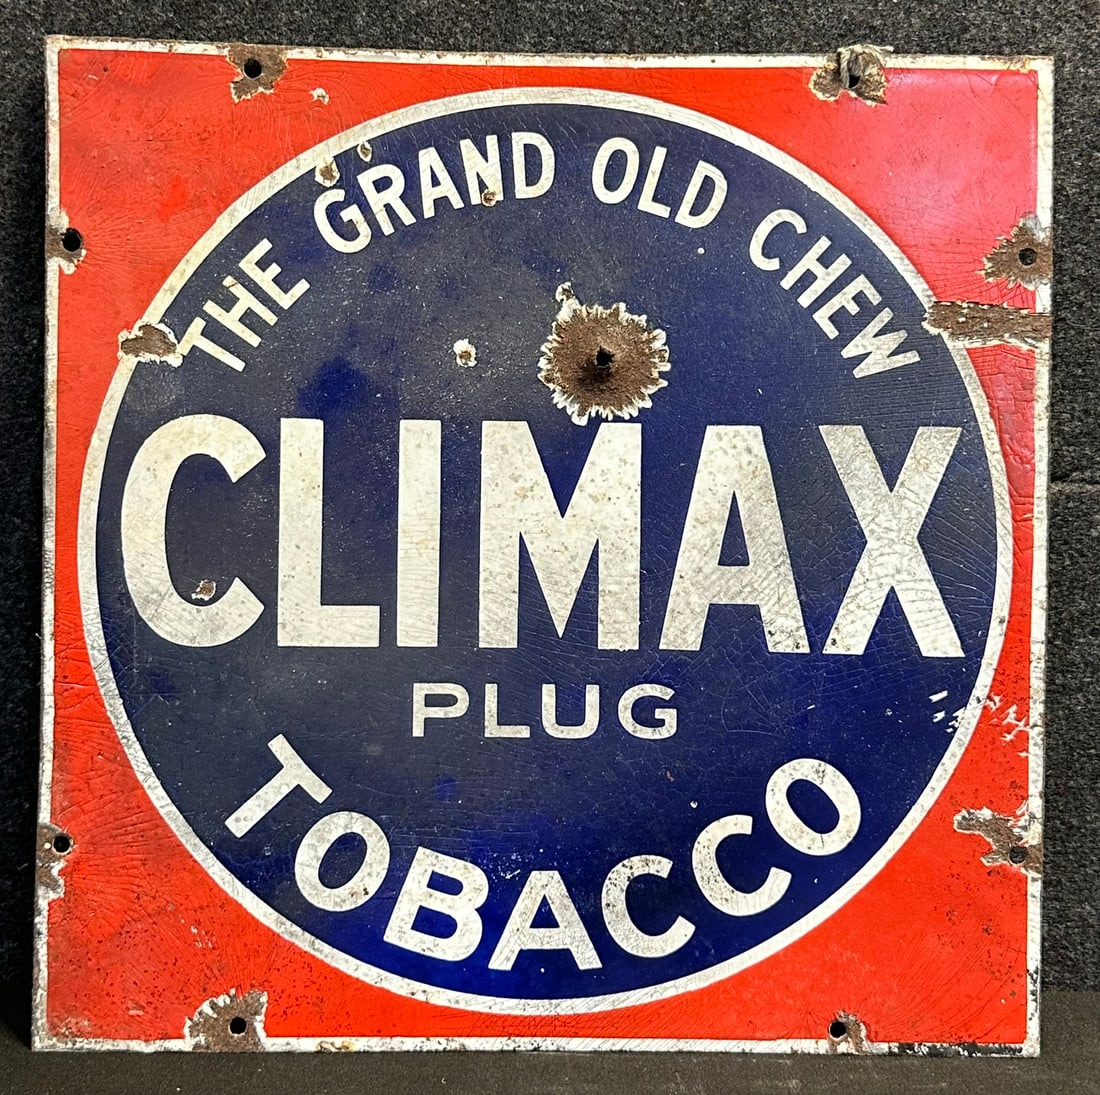 THE GRAND OLD CHEW
CLIMAX
PLUG
TOBACCO